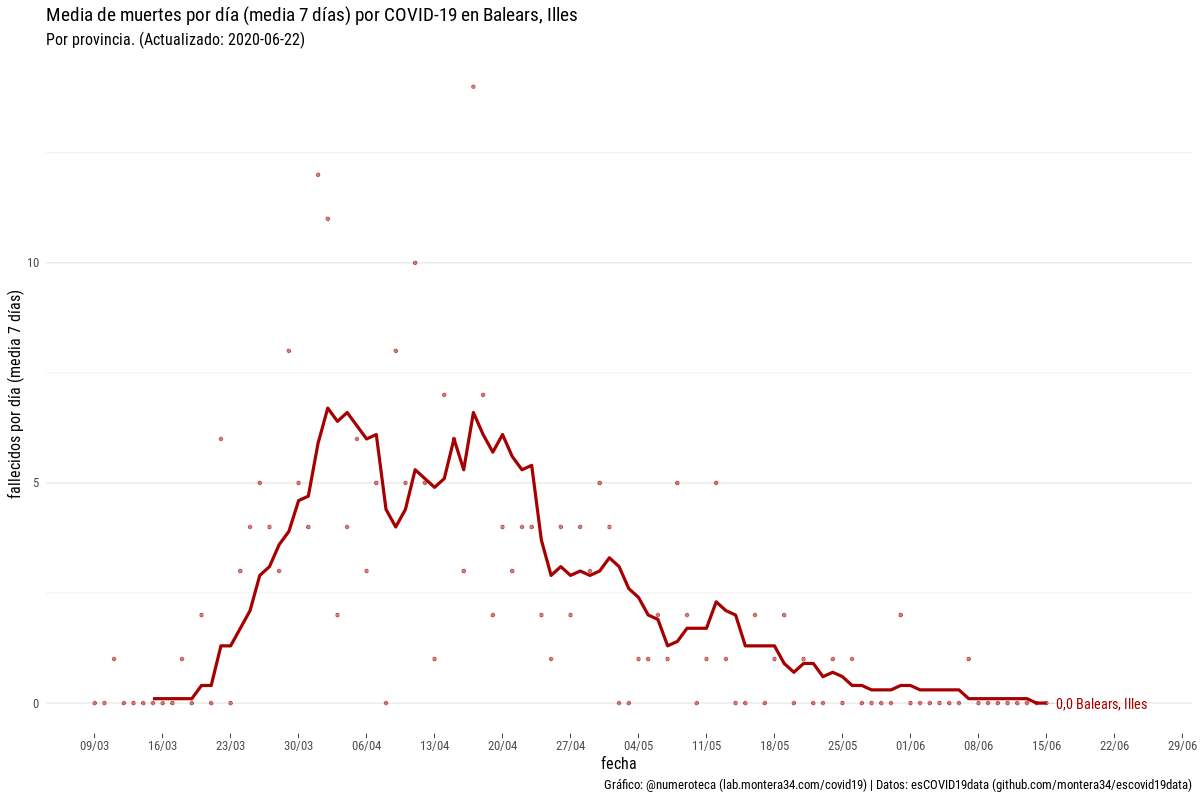 Media de muertes por día (media 7 días) por COVID-19 en Balears, Illes
Por provincia. (Actualizado: 2020-06-22)
fallecidos por día (media 7 días)
10
5
0
0,0 Balears, Illes
09/03 16/03 23/03 30/03 06/04 13/04 20/04 27/04 04/05 11/05 18/05 25/05 01/06 08/06 15/06 22/06 29/06
fecha
Gráfico: @numeroteca (lab.montera34.com/covid19) | Datos: esCOVID19data (github.com/montera34/escovid19data)